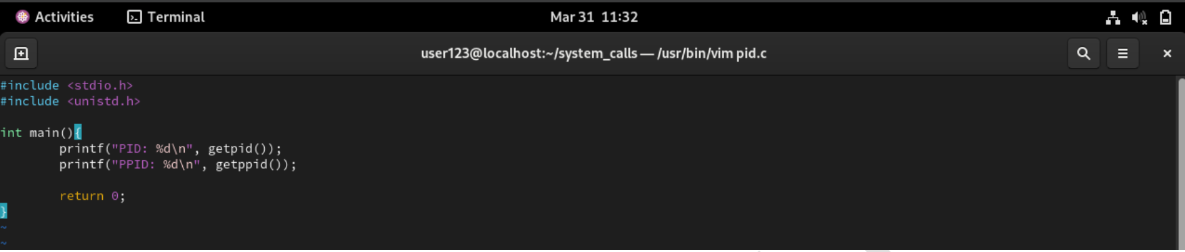 Activities Terminal Mar 31 11:32
user123@localhost:~/system_calls — /usr/bin/vim pid.c
#include <stdio.h>
#include <unistd.h>
int main(){
        printf("PID: %d\n", getpid());
        printf("PPID: %d\n", getppid());
        return 0;
}
~
~